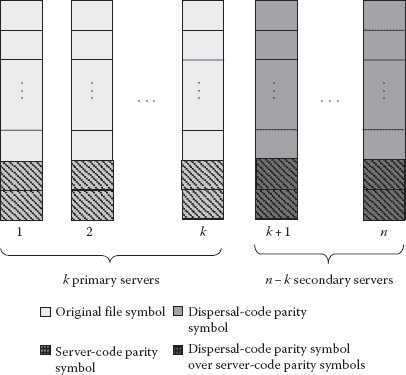 1 2 k k + 1 n
k primary servers n – k secondary servers
Original file symbol Dispersal-code parity
symbol
Server-code parity Dispersal-code parity symbol
symbol over server-code parity symbols